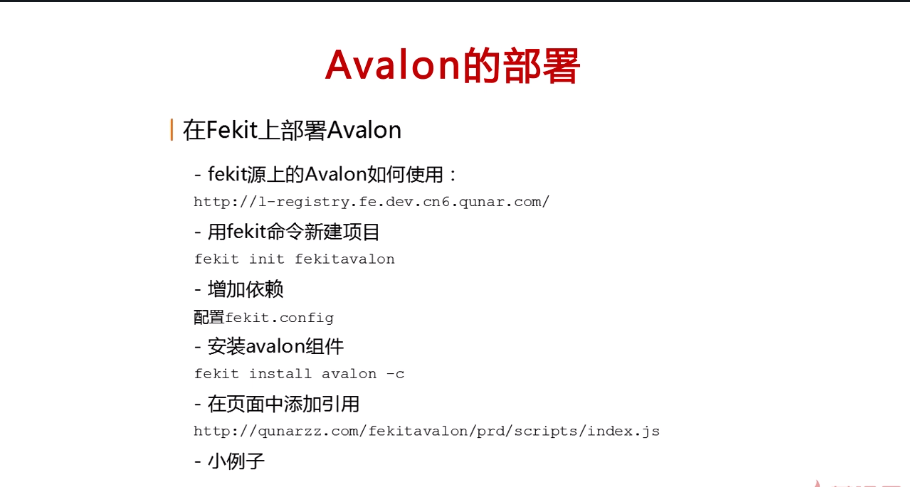 Avalon的部署
在Fekit上部署Avalon
- fekit源上的Avalon如何使用：
http://l-registry.fe.dev.cn6.qunar.com/
- 用fekit命令新建项目
fekit init fekitavalon
- 增加依赖
配置fekit.config
- 安装avalon组件
fekit install avalon -c
- 在页面中添加引用
http://qunarzz.com/fekitavalon/prd/scripts/index.js
- 小例子